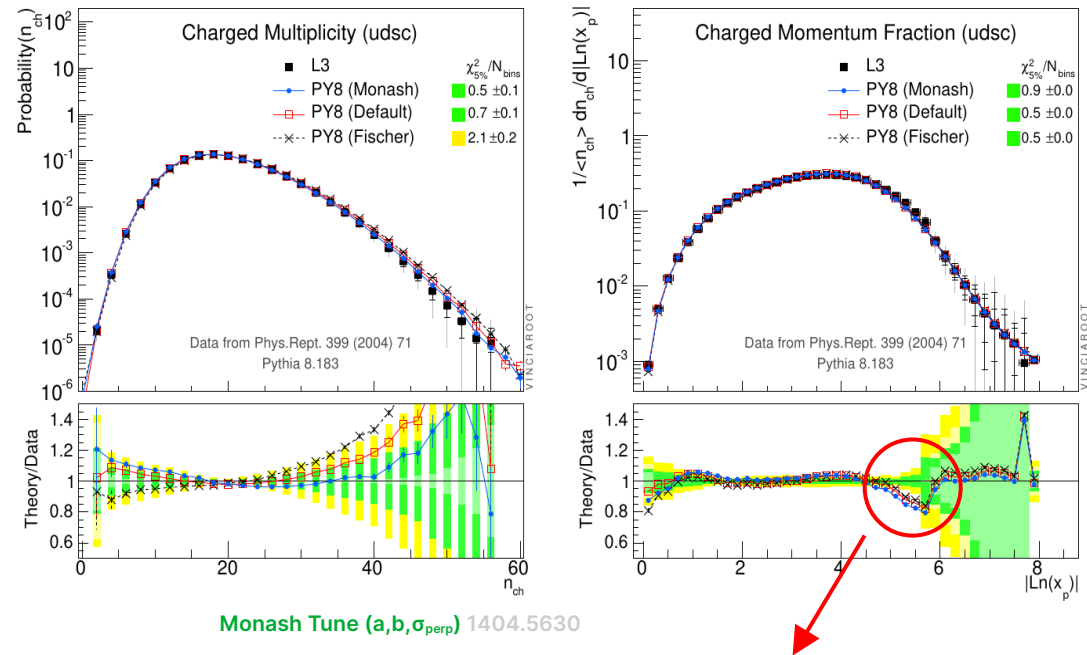 Charged Multiplicity (udsc)
Probability(n_ch)
10²
10
1
10⁻¹
10⁻²
10⁻³
10⁻⁴
10⁻⁵
10⁻⁶
L3
PY8 (Monash)
PY8 (Default)
PY8 (Fischer)
χ²₅%/N_bins
0.5 ±0.1
0.7 ±0.1
2.1 ±0.2
Data from Phys.Rept. 399 (2004) 71
Pythia 8.183
VINCIAROOT
Theory/Data
1.4
1.2
1
0.8
0.6
0 20 40 60
n_ch
Charged Momentum Fraction (udsc)
1/<n_ch> dn_ch/d|Ln(x_p)|
10
1
10⁻¹
10⁻²
10⁻³
L3
PY8 (Monash)
PY8 (Default)
PY8 (Fischer)
χ²₅%/N_bins
0.9 ±0.0
0.5 ±0.0
0.5 ±0.0
Data from Phys.Rept. 399 (2004) 71
Pythia 8.183
VINCIAROOT
Theory/Data
1.4
1.2
1
0.8
0.6
0 2 4 6 8
|Ln(x_p)|
Monash Tune (a,b,σ_perp) 1404.5630